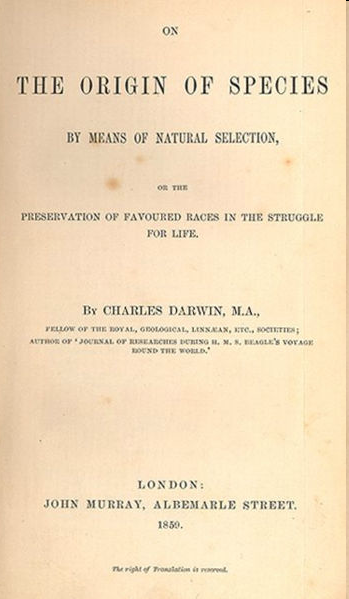 ON
THE ORIGIN OF SPECIES
BY MEANS OF NATURAL SELECTION,
OR THE
PRESERVATION OF FAVOURED RACES IN THE STRUGGLE
FOR LIFE.
BY CHARLES DARWIN, M.A.,
FELLOW OF THE ROYAL, GEOLOGICAL, LINNÆAN, ETC., SOCIETIES;
AUTHOR OF ‘JOURNAL OF RESEARCHES DURING H. M. S. BEAGLE'S VOYAGE
ROUND THE WORLD.’
LONDON:
JOHN MURRAY, ALBEMARLE STREET.
1859.
The right of Translation is reserved.